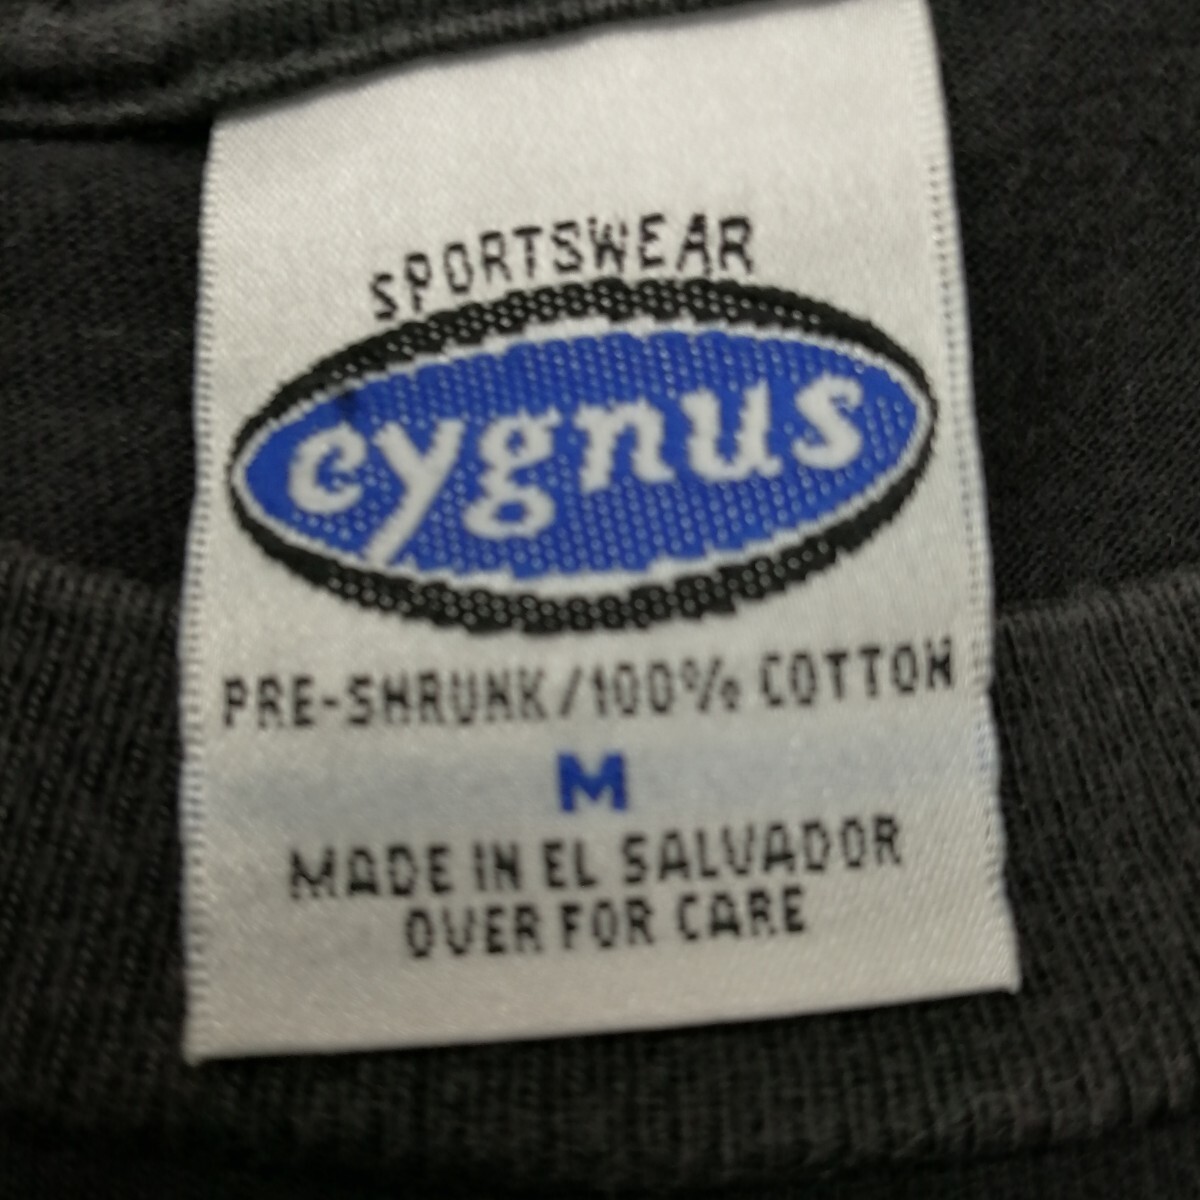 SPORTSWEAR
cygnus
PRE-SHRUNK/100% COTTON
M
MADE IN EL SALVADOR
OVER FOR CARE